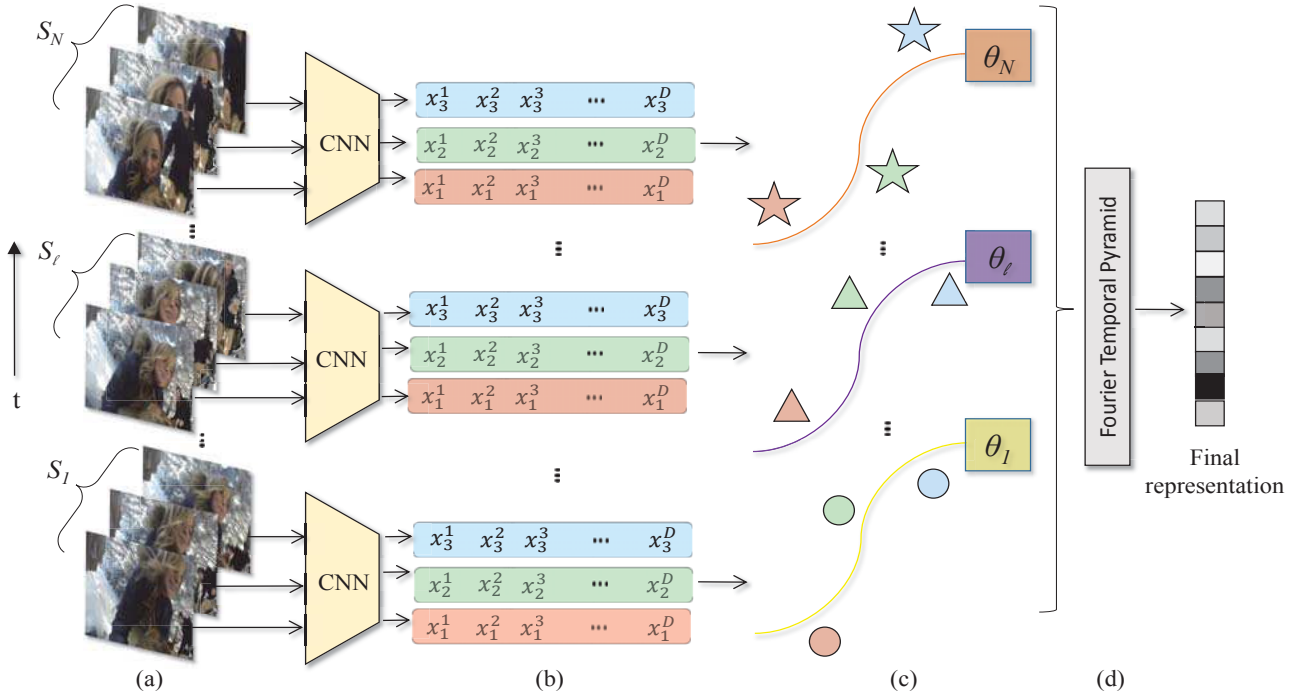 S_N
CNN
x_3^1 x_3^2 x_3^3 ... x_3^D
x_2^1 x_2^2 x_2^3 ... x_2^D
x_1^1 x_1^2 x_1^3 ... x_1^D
θ_N
...
...
...
S_ℓ
t
CNN
x_3^1 x_3^2 x_3^3 ... x_3^D
x_2^1 x_2^2 x_2^3 ... x_2^D
x_1^1 x_1^2 x_1^3 ... x_1^D
θ_ℓ
...
...
...
S_1
CNN
x_3^1 x_3^2 x_3^3 ... x_3^D
x_2^1 x_2^2 x_2^3 ... x_2^D
x_1^1 x_1^2 x_1^3 ... x_1^D
θ_1
Fourier Temporal Pyramid
Final
representation
(a) (b) (c) (d)